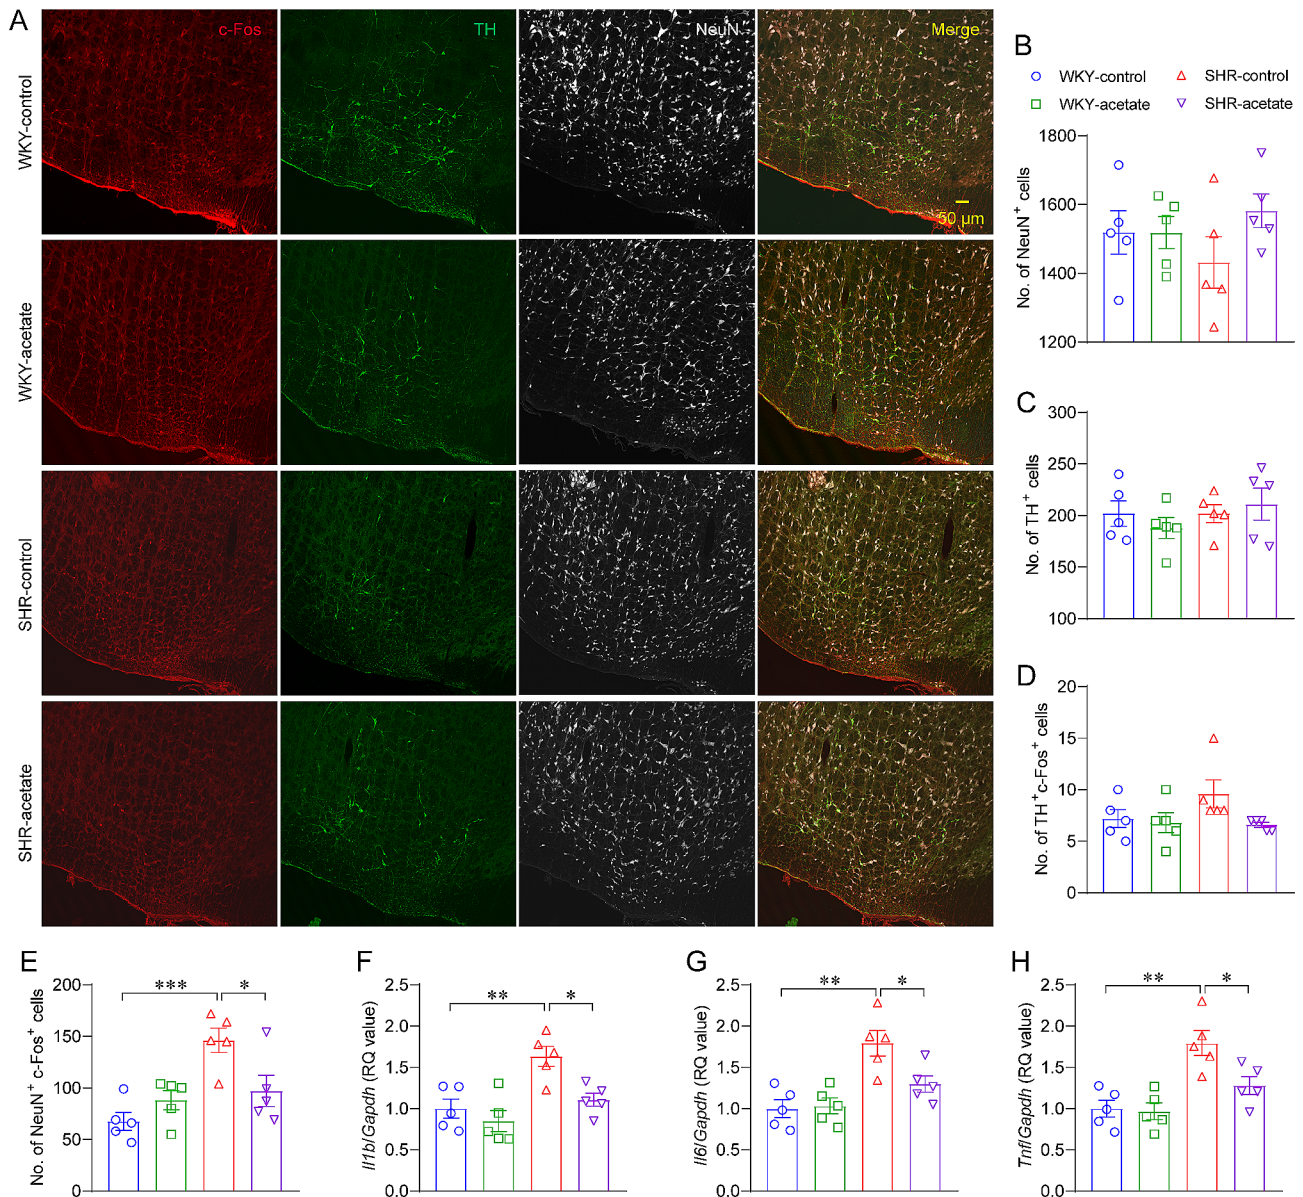 A
c-Fos
TH
NeuN
Merge
WKY-control
50 μm
WKY-acetate
SHR-control
SHR-acetate
B
WKY-control
SHR-control
WKY-acetate
SHR-acetate
No. of NeuN⁺ cells
1800
1600
1400
1200
C
No. of TH⁺ cells
300
250
200
150
100
D
No. of TH⁺c-Fos⁺ cells
20
15
10
5
0
E
No. of NeuN⁺ c-Fos⁺ cells
200
150
100
50
0
***
*
F
Il1b/Gapdh (RQ value)
2.5
2.0
1.5
1.0
0.5
0.0
**
*
G
Il6/Gapdh (RQ value)
2.5
2.0
1.5
1.0
0.5
0.0
**
*
H
Tnf/Gapdh (RQ value)
2.5
2.0
1.5
1.0
0.5
0.0
**
*